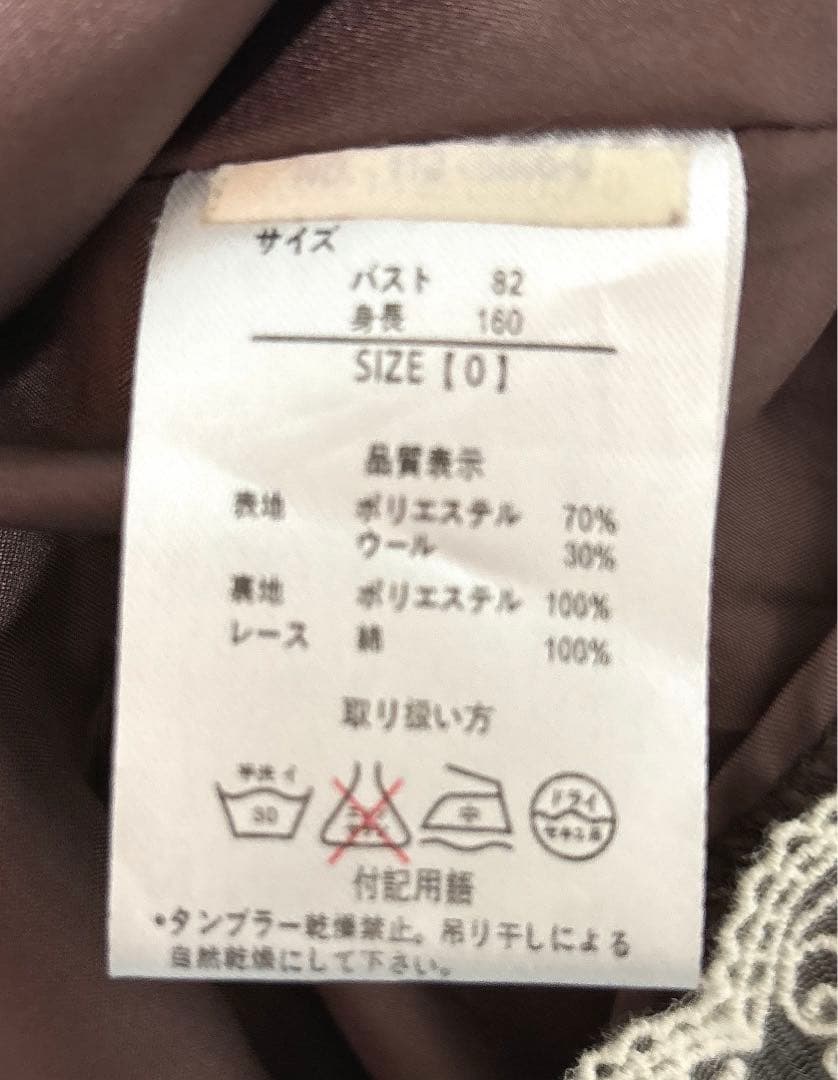 サイズ
バスト 82
身長 160
SIZE【0】
品質表示
表地 ポリエステル 70%
ウール 30%
裏地 ポリエステル 100%
レース 綿 100%
取り扱い方
手洗イ
30
中
ドライ
セキユ系
付記用語
•タンブラー乾燥禁止。吊り干しによる
自然乾燥にして下さい。